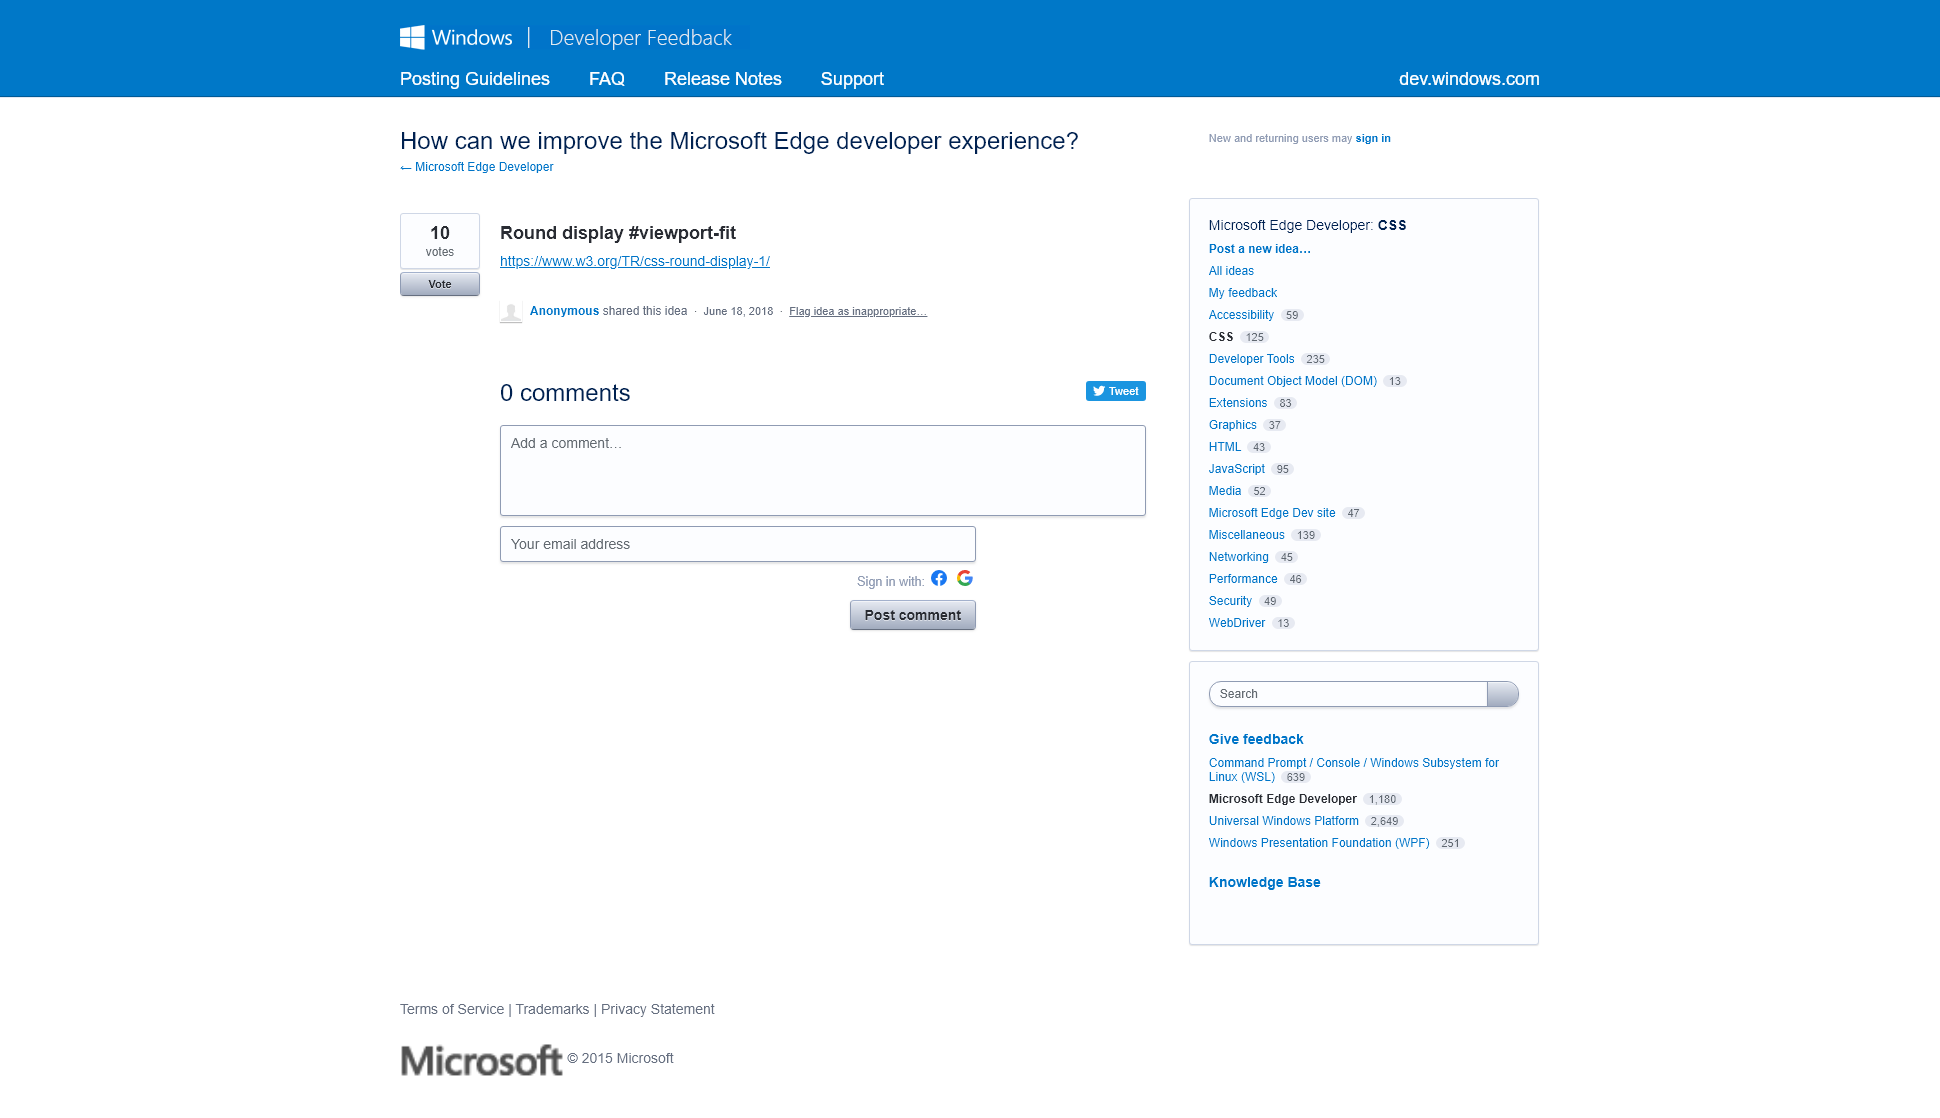 Windows | Developer Feedback
Posting Guidelines FAQ Release Notes Support dev.windows.com
How can we improve the Microsoft Edge developer experience?
← Microsoft Edge Developer
New and returning users may sign in
10
votes
Vote
Round display #viewport-fit
https://www.w3.org/TR/css-round-display-1/
Anonymous shared this idea · June 18, 2018 · Flag idea as inappropriate…
0 comments
Tweet
Add a comment…
Your email address
Sign in with:
Post comment
Microsoft Edge Developer: CSS
Post a new idea…
All ideas
My feedback
Accessibility 59
CSS 125
Developer Tools 235
Document Object Model (DOM) 13
Extensions 83
Graphics 37
HTML 43
JavaScript 95
Media 52
Microsoft Edge Dev site 47
Miscellaneous 139
Networking 45
Performance 46
Security 49
WebDriver 13
Search
Give feedback
Command Prompt / Console / Windows Subsystem for
Linux (WSL) 639
Microsoft Edge Developer 1,180
Universal Windows Platform 2,649
Windows Presentation Foundation (WPF) 251
Knowledge Base
Terms of Service | Trademarks | Privacy Statement
Microsoft © 2015 Microsoft